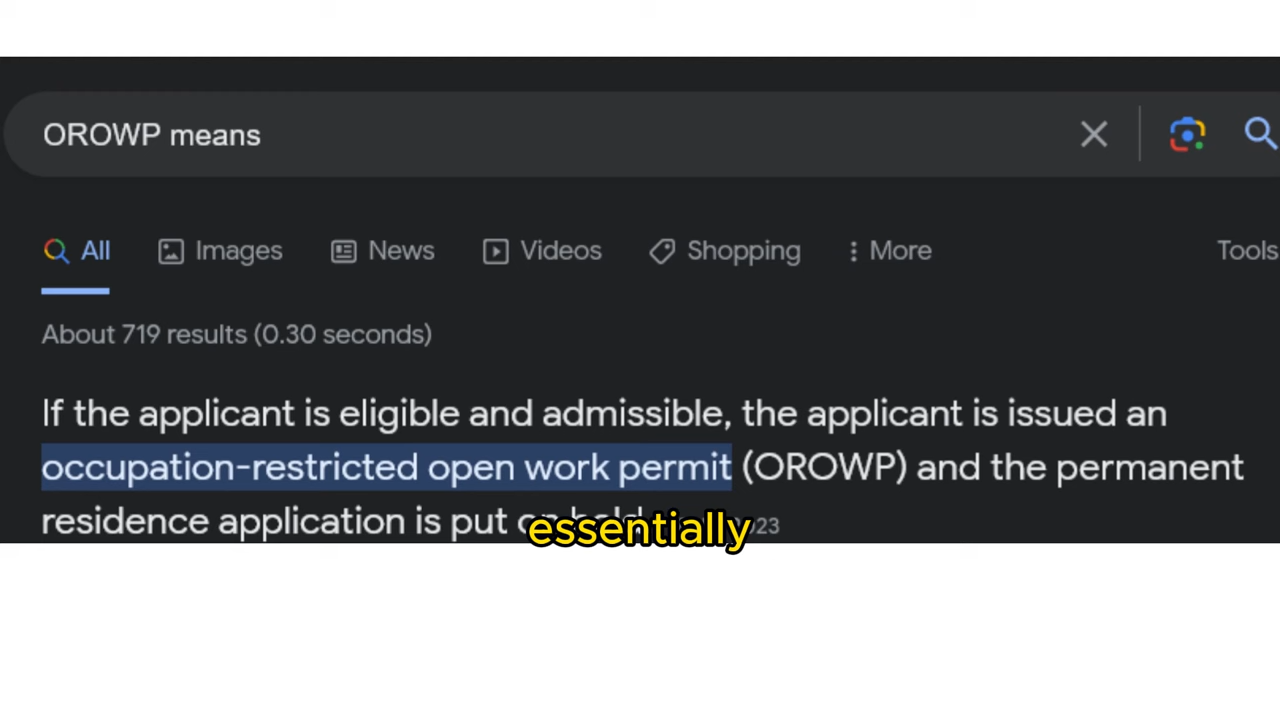 OROWP means
All Images News Videos Shopping More Tools
About 719 results (0.30 seconds)
If the applicant is eligible and admissible, the applicant is issued an
occupation-restricted open work permit (OROWP) and the permanent
residence application is put on hold
essentially